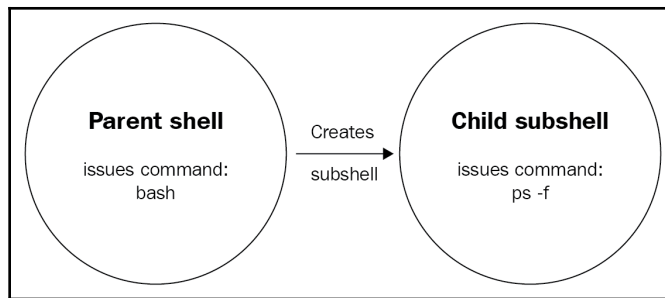 Parent shell
issues command:
bash
Creates
subshell
Child subshell
issues command:
ps -f